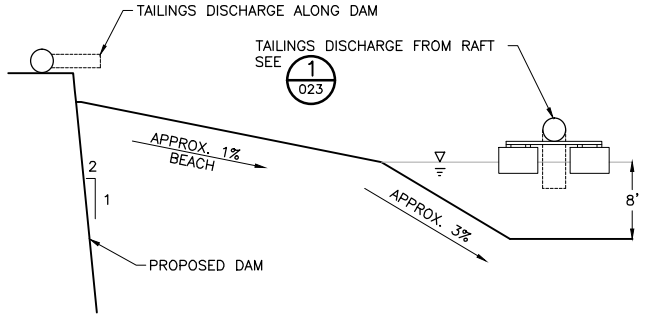 TAILINGS DISCHARGE ALONG DAM
TAILINGS DISCHARGE FROM RAFT
SEE
1
023
APPROX. 1%
BEACH
2
1
APPROX. 3%
8'
PROPOSED DAM